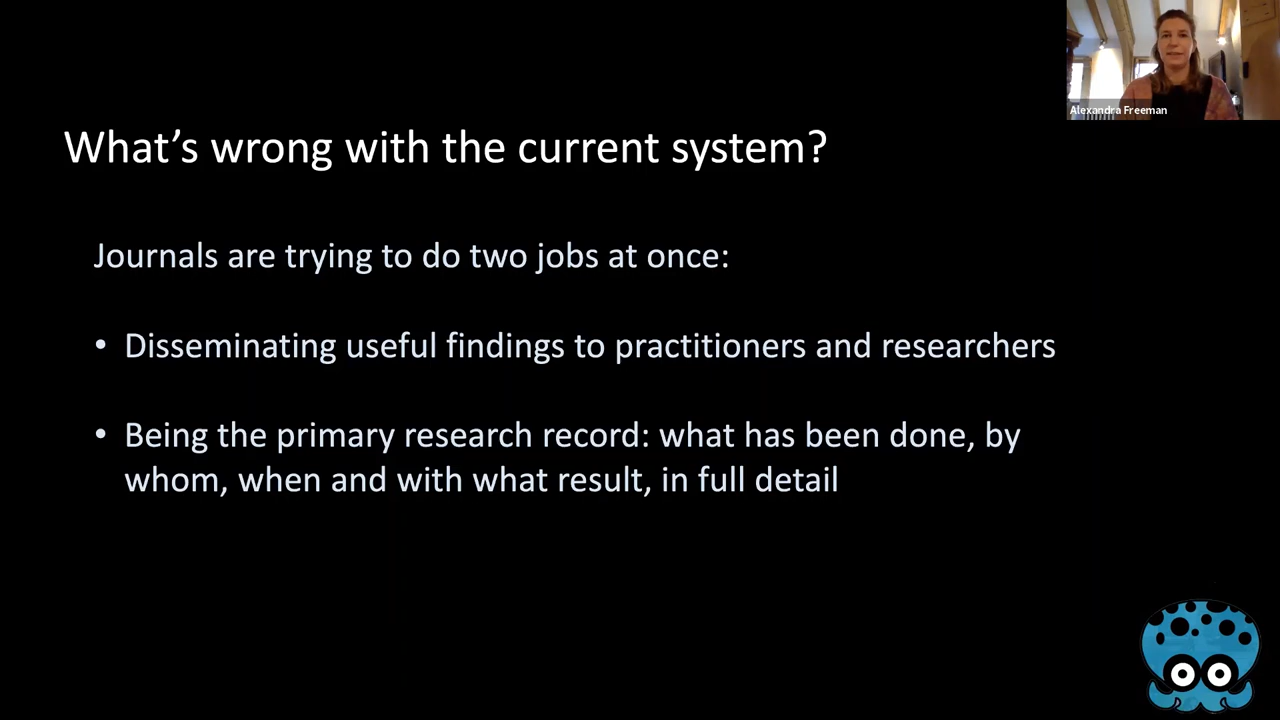 Alexandra Freeman
What’s wrong with the current system?
Journals are trying to do two jobs at once:
• Disseminating useful findings to practitioners and researchers
• Being the primary research record: what has been done, by
whom, when and with what result, in full detail